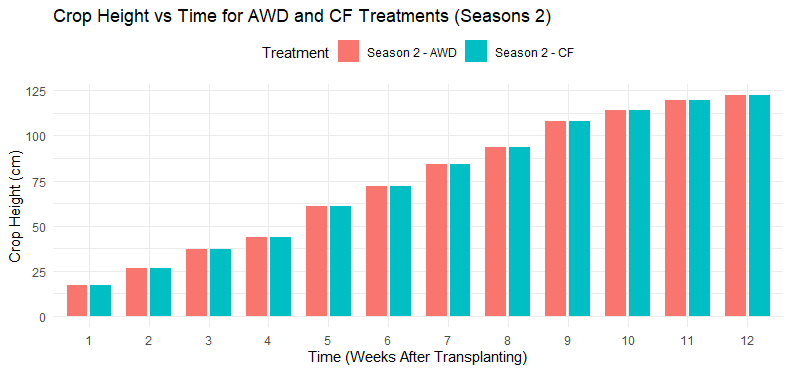 Crop Height vs Time for AWD and CF Treatments (Seasons 2)
Treatment Season 2 - AWD Season 2 - CF
Crop Height (cm)
125
100
75
50
25
0
1 2 3 4 5 6 7 8 9 10 11 12
Time (Weeks After Transplanting)